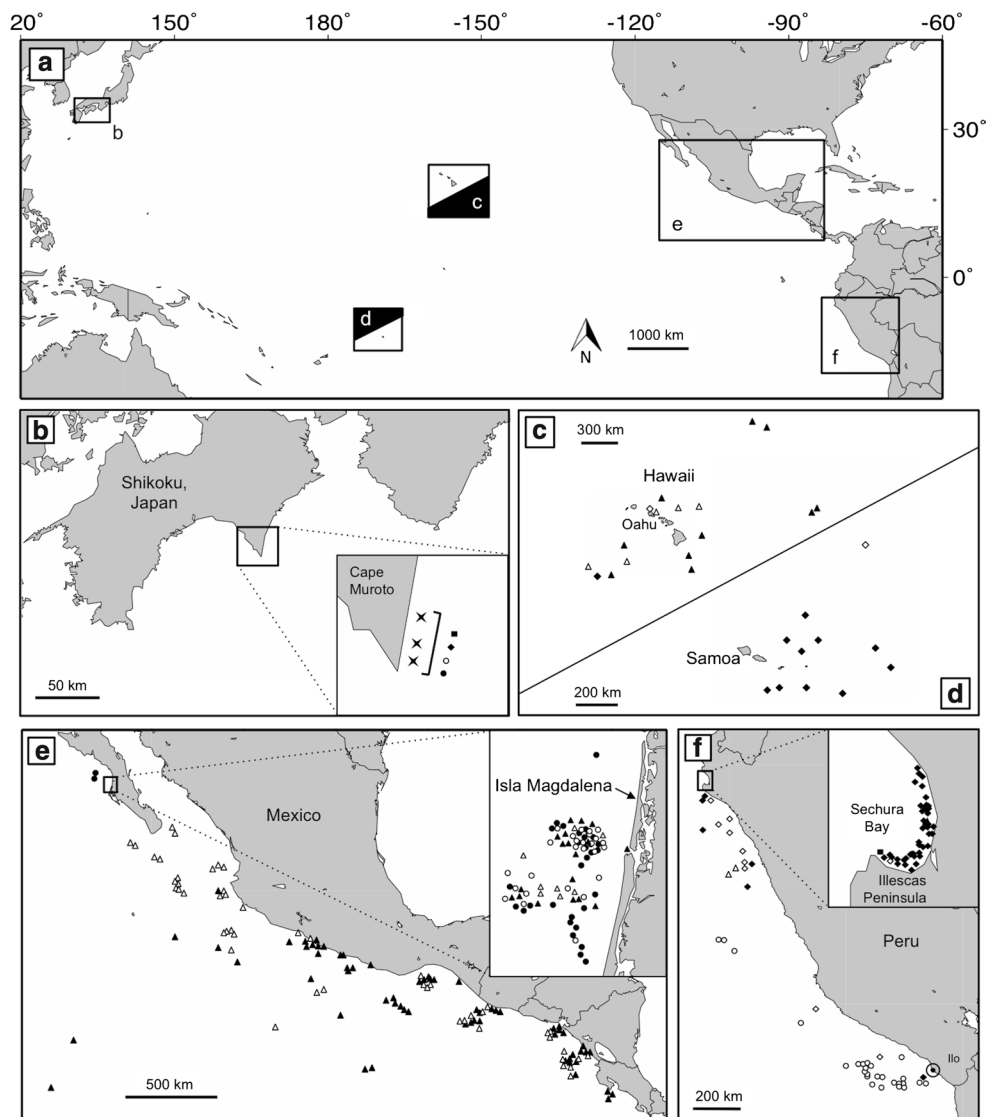 20° 150° 180° -150° -120° -90° -60°
a
b
c
e
30°
0°
d
N
1000 km
f
b
Shikoku,
Japan
Cape
Muroto
50 km
c
300 km
Hawaii
Oahu
Samoa
200 km
d
e
Mexico
Isla Magdalena
500 km
f
Sechura
Bay
Illescas
Peninsula
Peru
Ilo
200 km